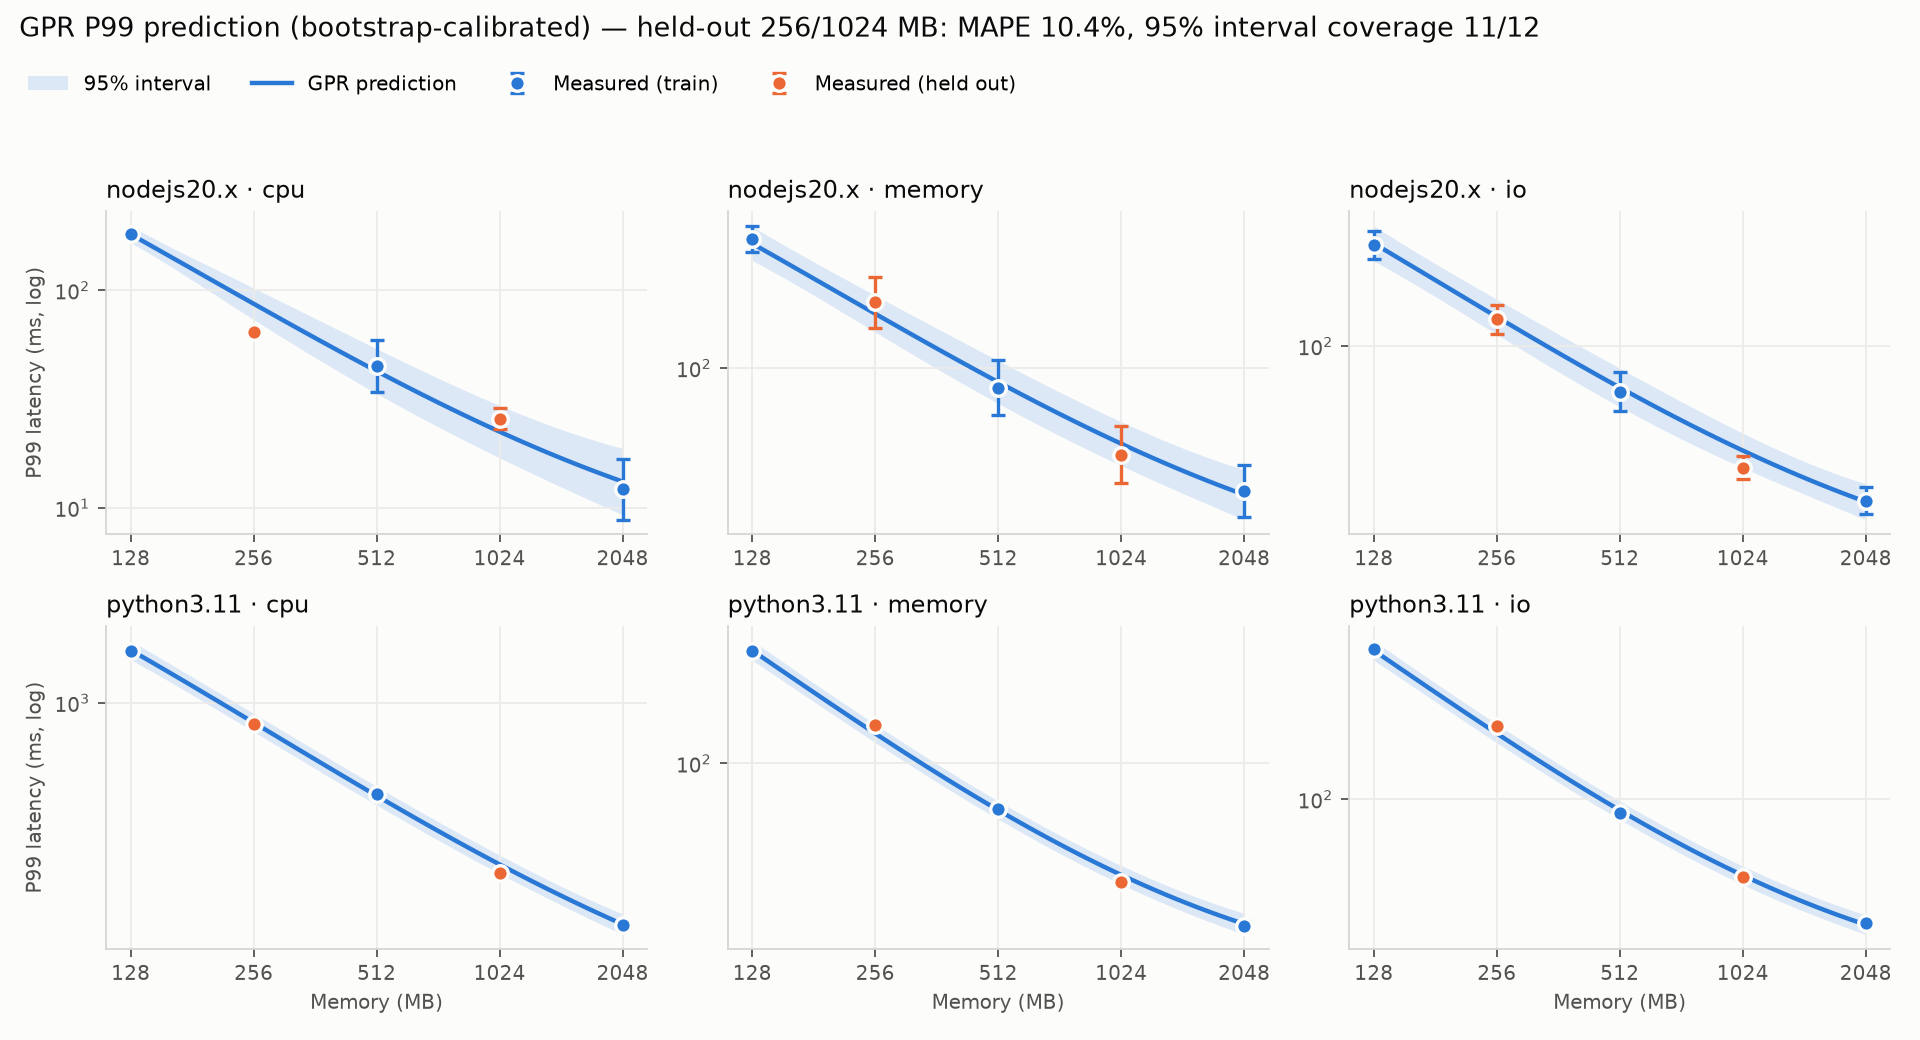 GPR P99 prediction (bootstrap-calibrated) — held-out 256/1024 MB: MAPE 10.4%, 95% interval coverage 11/12
95% interval GPR prediction Measured (train) Measured (held out)
nodejs20.x · cpu nodejs20.x · memory nodejs20.x · io
P99 latency (ms, log)
10² 10¹
10²
10²
128 256 512 1024 2048 128 256 512 1024 2048 128 256 512 1024 2048
python3.11 · cpu python3.11 · memory python3.11 · io
P99 latency (ms, log)
10³
10²
10²
128 256 512 1024 2048 128 256 512 1024 2048 128 256 512 1024 2048
Memory (MB) Memory (MB) Memory (MB)